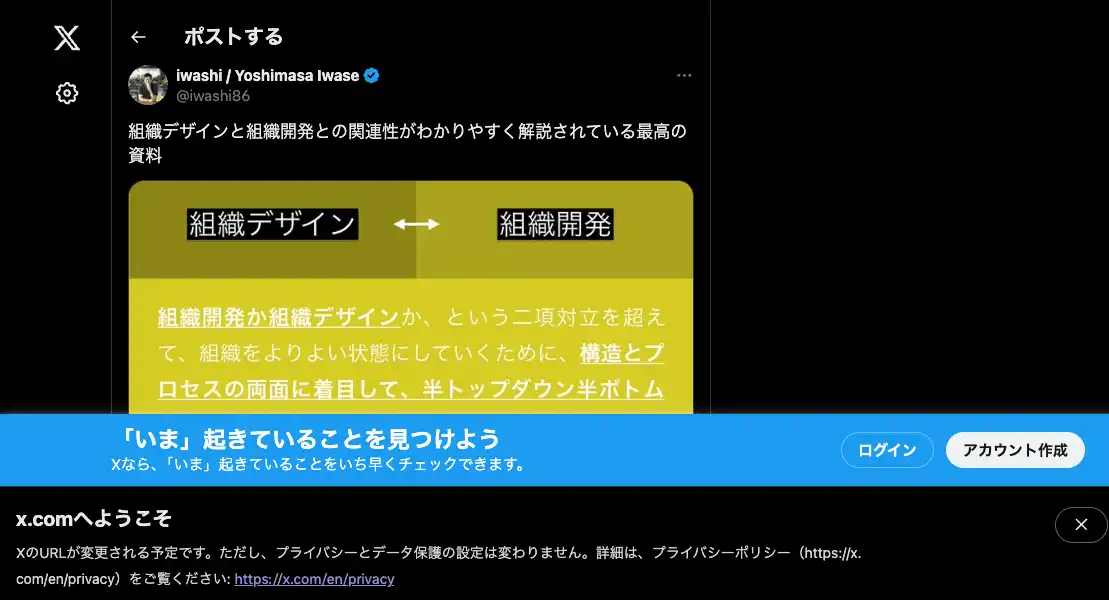 ポストする
iwashi / Yoshimasa Iwase
@iwashi86
組織デザインと組織開発との関連性がわかりやすく解説されている最高の
資料
組織デザイン
組織開発
組織開発か組織デザインか、という二項対立を超え
て、組織をよりよい状態にしていくために、構造とプ
ロセスの両面に着目して、半トップダウン半ボトム
「いま」起きていることを見つけよう
Xなら、「いま」起きていることをいち早くチェックできます。
ログイン
アカウント作成
x.comへようこそ
XのURLが変更される予定です。ただし、プライバシーとデータ保護の設定は変わりません。詳細は、プライバシーポリシー（https://x.
com/en/privacy）をご覧ください: https://x.com/en/privacy